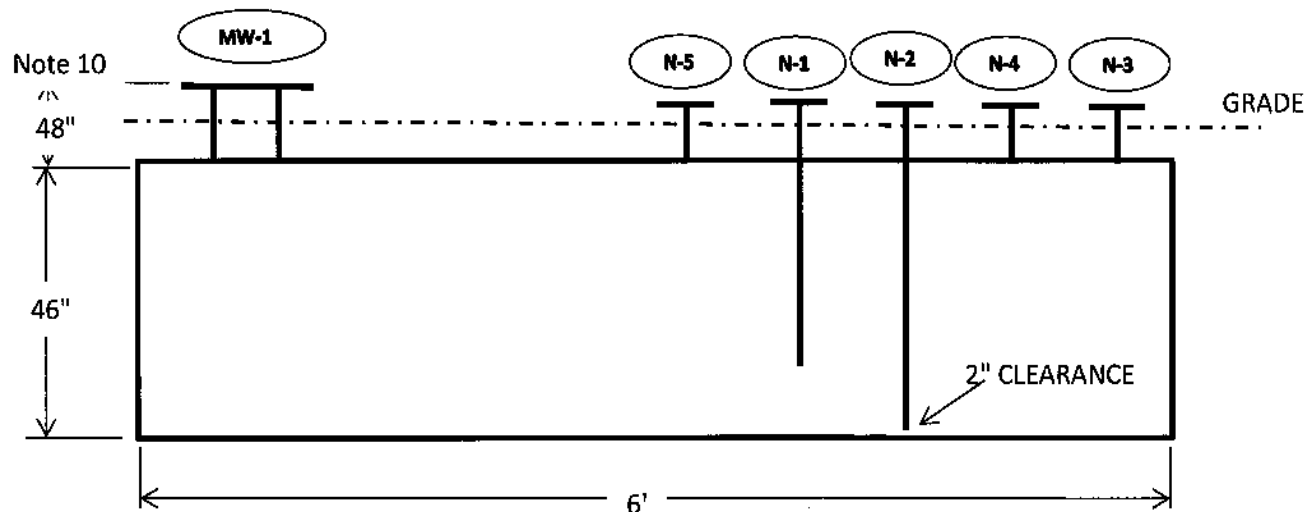 MW-1
N-5
N-1
N-2
N-4
N-3
Note 10
GRADE
48"
46"
2" CLEARANCE
6'